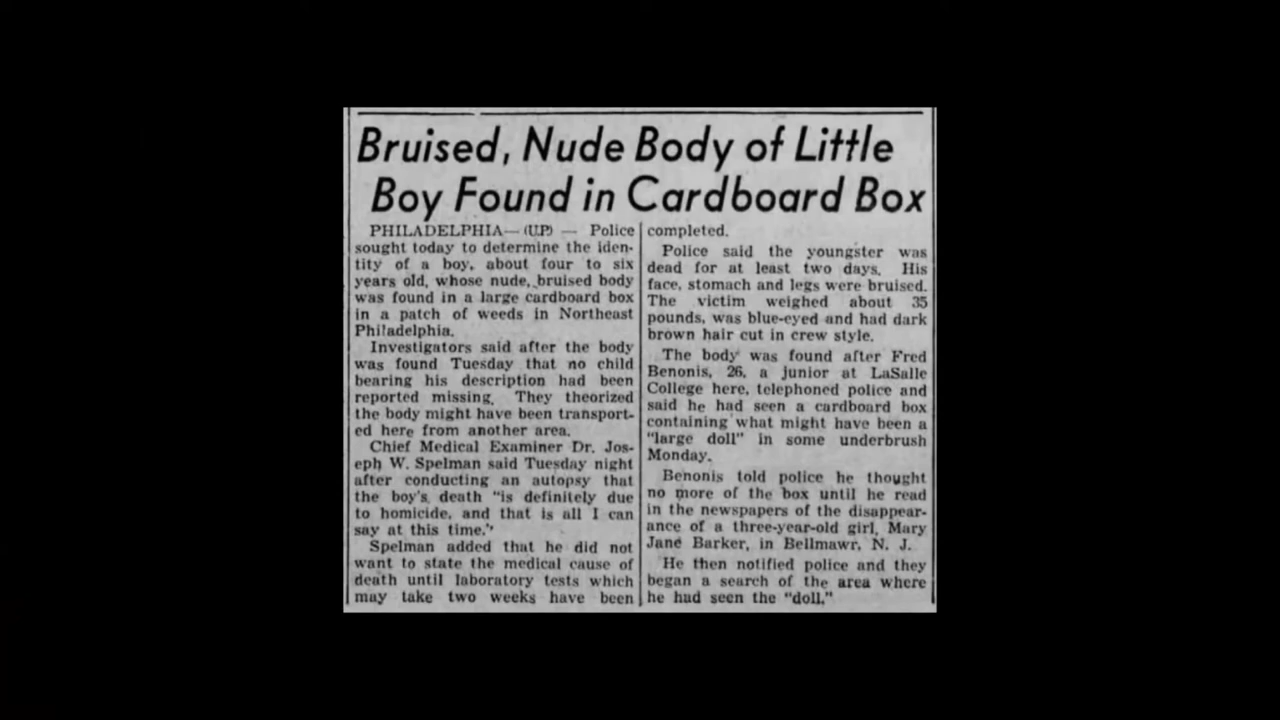 Bruised, Nude Body of Little
Boy Found in Cardboard Box
PHILADELPHIA—(U.P) — Police
sought today to determine the iden-
tity of a boy, about four to six
years old, whose nude, bruised body
was found in a large cardboard box
in a patch of weeds in Northeast
Philadelphia.
Investigators said after the body
was found Tuesday that no child
bearing his description had been
reported missing. They theorized
the body might have been transport-
ed here from another area.
Chief Medical Examiner Dr. Jos-
eph W. Spelman said Tuesday night
after conducting an autopsy that
the boy's death "is definitely due
to homicide, and that is all I can
say at this time."
Spelman added that he did not
want to state the medical cause of
death until laboratory tests which
may take two weeks have been
completed.
Police said the youngster was
dead for at least two days. His
face, stomach and legs were bruised.
The victim weighed about 35
pounds, was blue-eyed and had dark
brown hair cut in crew style.
The body was found after Fred
Benonis, 26, a junior at LaSalle
College here, telephoned police and
said he had seen a cardboard box
containing what might have been a
"large doll" in some underbrush
Monday.
Benonis told police he thought
no more of the box until he read
in the newspapers of the disappear-
ance of a three-year-old girl, Mary
Jane Barker, in Bellmawr, N. J.
He then notified police and they
began a search of the area where
he had seen the "doll."